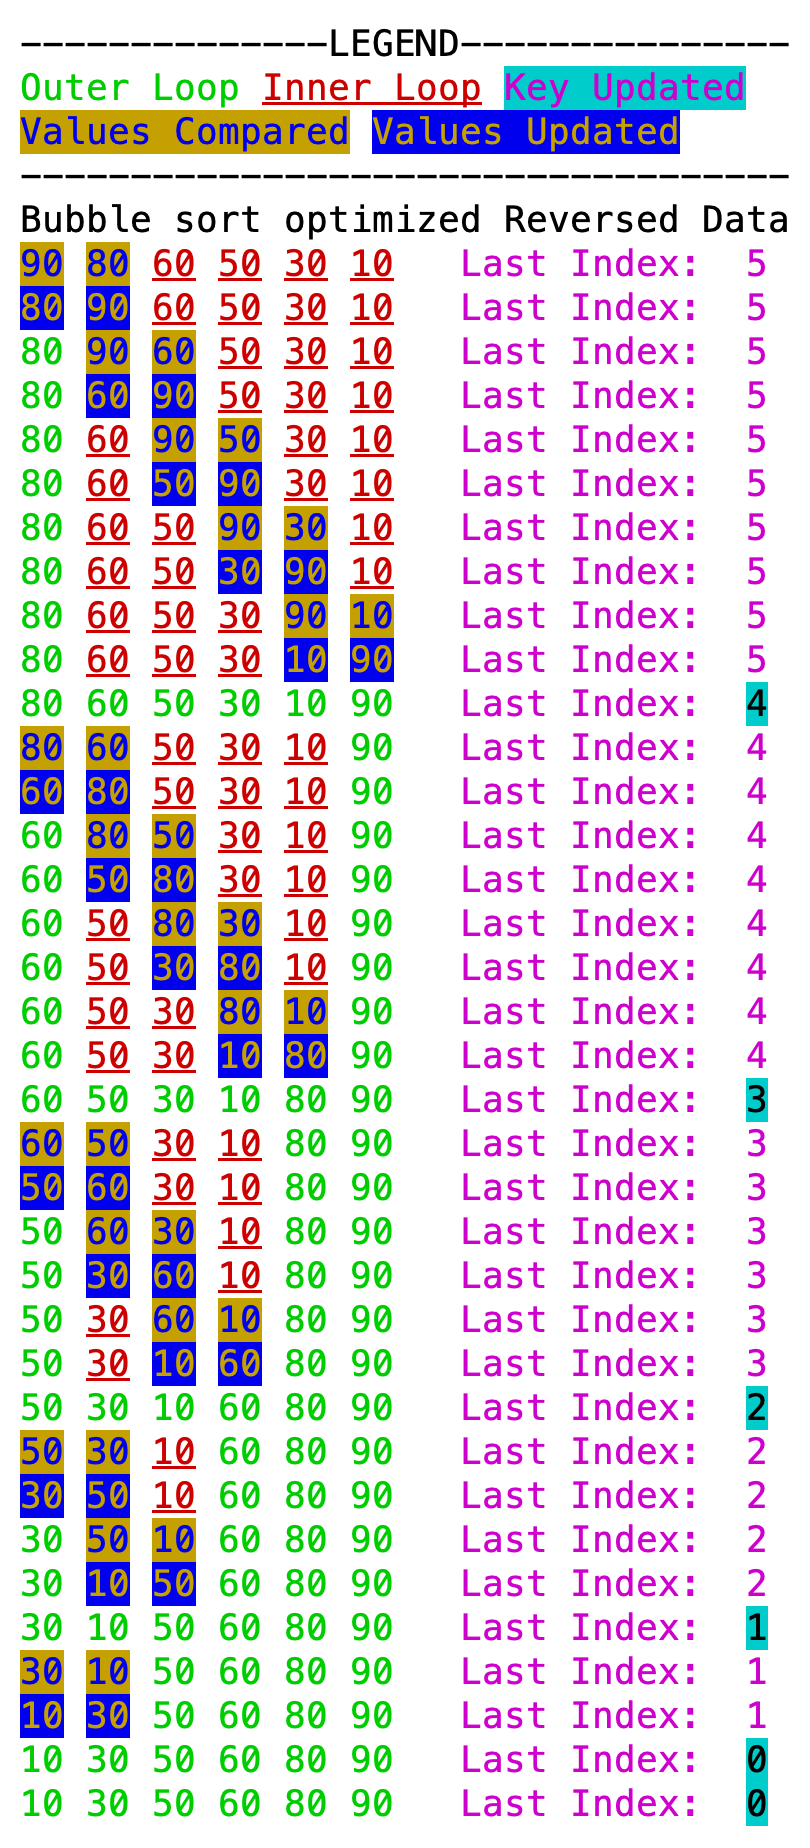 --------------LEGEND---------------
Outer Loop Inner Loop Key Updated
Values Compared Values Updated
-----------------------------------
Bubble sort optimized Reversed Data
90 80 60 50 30 10   Last Index:  5
80 90 60 50 30 10   Last Index:  5
80 90 60 50 30 10   Last Index:  5
80 60 90 50 30 10   Last Index:  5
80 60 90 50 30 10   Last Index:  5
80 60 50 90 30 10   Last Index:  5
80 60 50 90 30 10   Last Index:  5
80 60 50 30 90 10   Last Index:  5
80 60 50 30 90 10   Last Index:  5
80 60 50 30 10 90   Last Index:  5
80 60 50 30 10 90   Last Index:  4
80 60 50 30 10 90   Last Index:  4
60 80 50 30 10 90   Last Index:  4
60 80 50 30 10 90   Last Index:  4
60 50 80 30 10 90   Last Index:  4
60 50 80 30 10 90   Last Index:  4
60 50 30 80 10 90   Last Index:  4
60 50 30 80 10 90   Last Index:  4
60 50 30 10 80 90   Last Index:  4
60 50 30 10 80 90   Last Index:  3
60 50 30 10 80 90   Last Index:  3
50 60 30 10 80 90   Last Index:  3
50 60 30 10 80 90   Last Index:  3
50 30 60 10 80 90   Last Index:  3
50 30 60 10 80 90   Last Index:  3
50 30 10 60 80 90   Last Index:  3
50 30 10 60 80 90   Last Index:  2
50 30 10 60 80 90   Last Index:  2
30 50 10 60 80 90   Last Index:  2
30 50 10 60 80 90   Last Index:  2
30 10 50 60 80 90   Last Index:  2
30 10 50 60 80 90   Last Index:  1
30 10 50 60 80 90   Last Index:  1
10 30 50 60 80 90   Last Index:  1
10 30 50 60 80 90   Last Index:  0
10 30 50 60 80 90   Last Index:  0